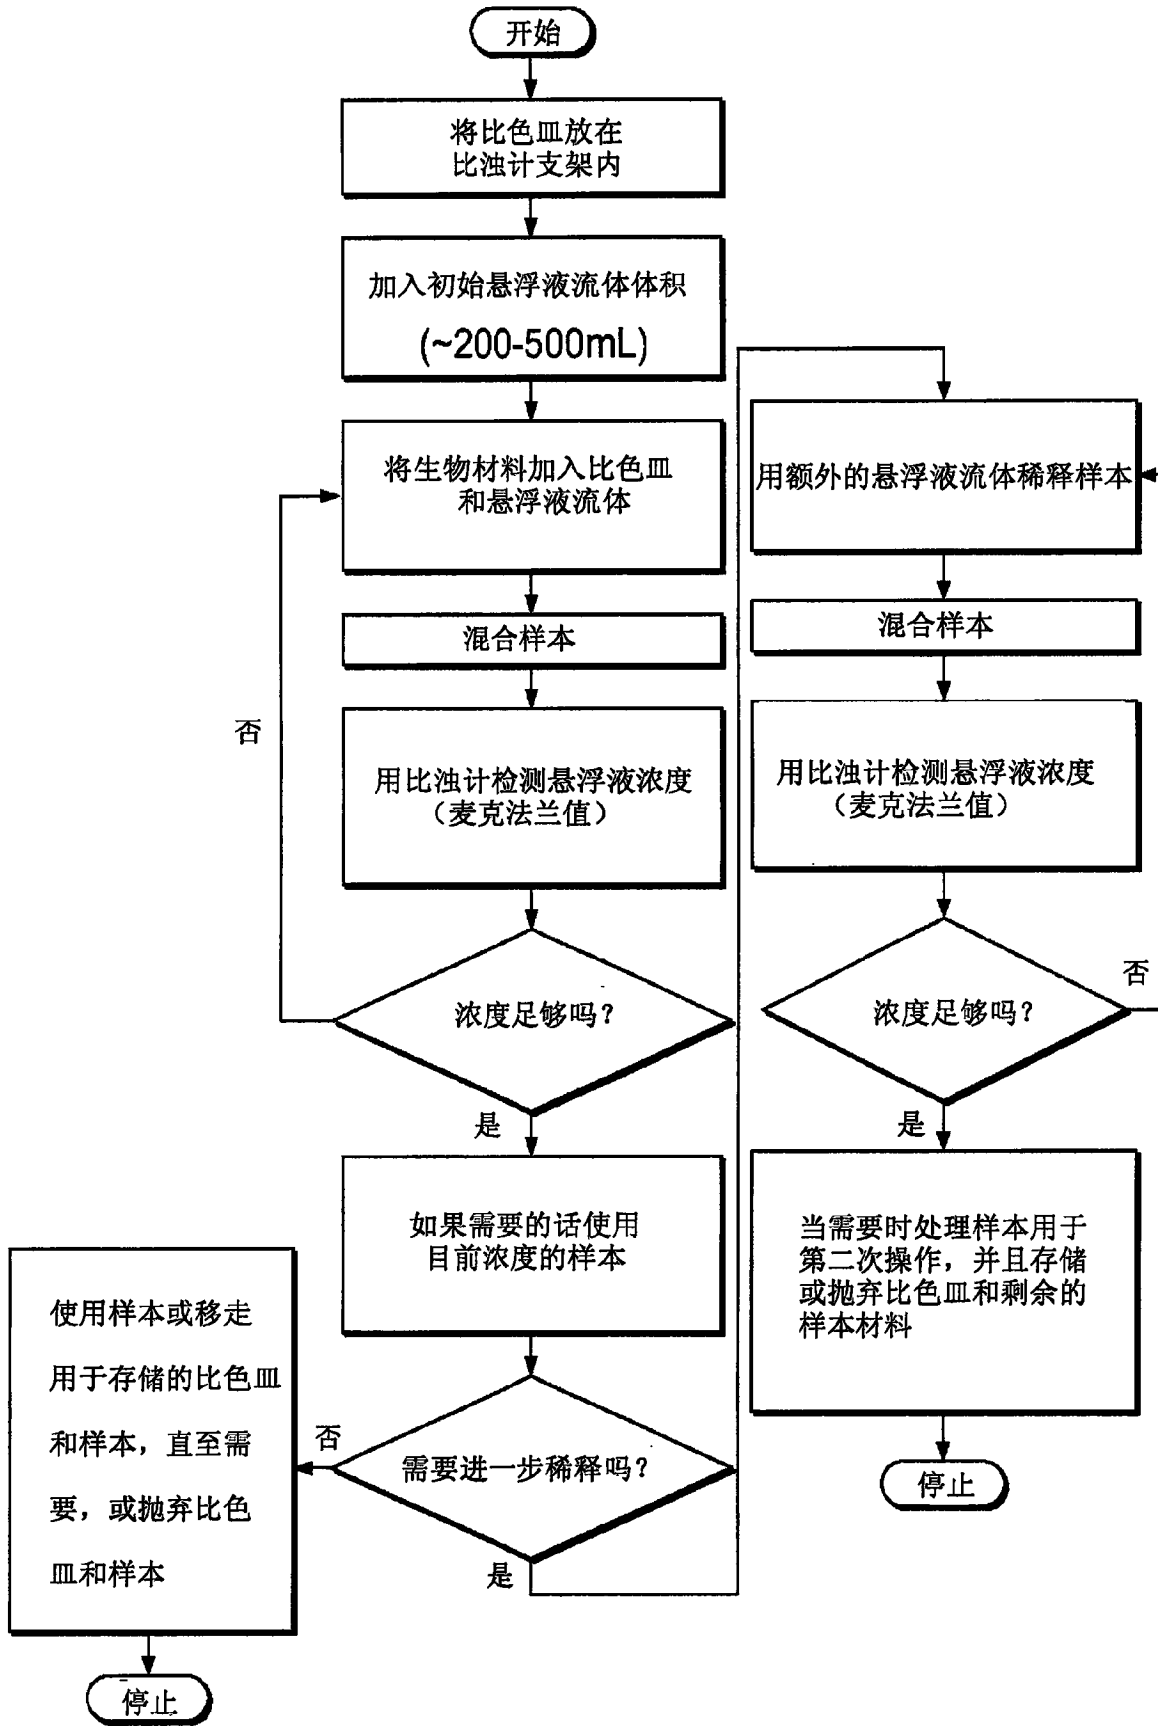 开始
将比色皿放在
比浊计支架内
加入初始悬浮液流体体积
(~200-500mL)
将生物材料加入比色皿
和悬浮液流体
混合样本
否
用比浊计检测悬浮液浓度
（麦克法兰值）
浓度足够吗？
是
如果需要的话使用
目前浓度的样本
需要进一步稀释吗？
否
使用样本或移走
用于存储的比色皿
和样本，直至需
要，或抛弃比色
皿和样本
停止
是
用额外的悬浮液流体稀释样本
混合样本
用比浊计检测悬浮液浓度
（麦克法兰值）
浓度足够吗？
否
是
当需要时处理样本用于
第二次操作，并且存储
或抛弃比色皿和剩余的
样本材料
停止